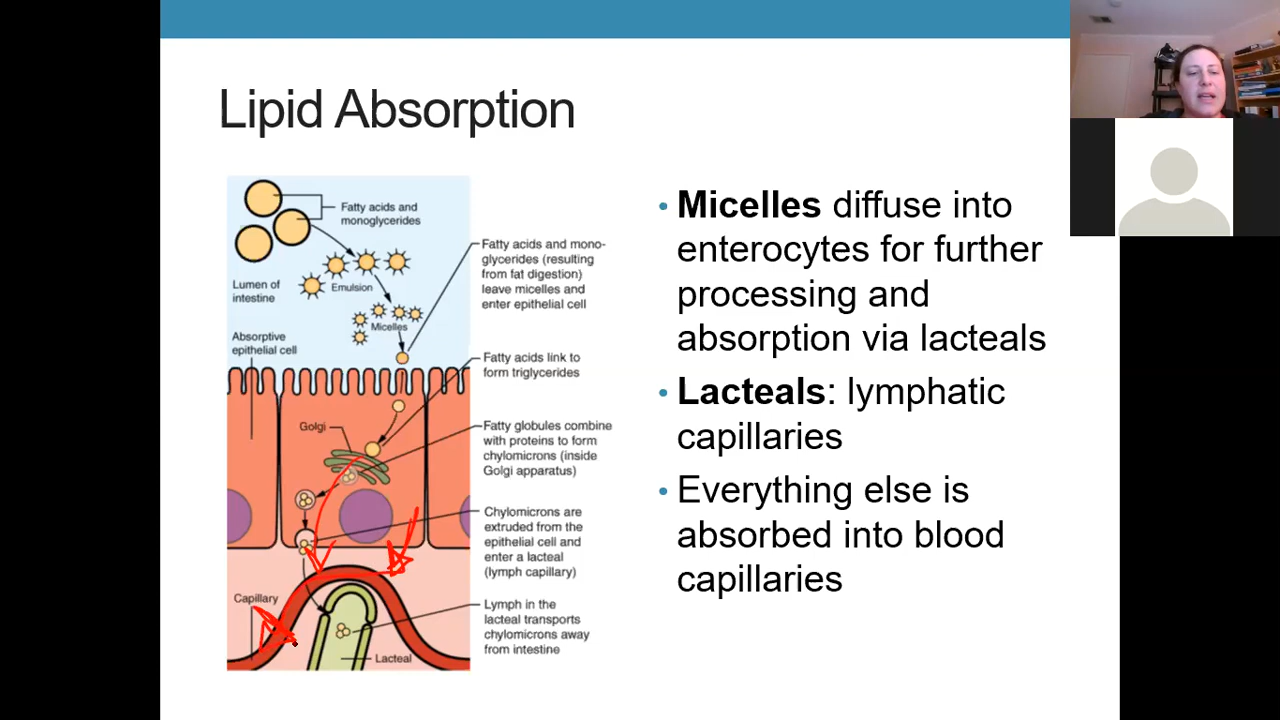 Lipid Absorption
Fatty acids and
monoglycerides
Emulsion
Lumen of
intestine
Micelles
Absorptive
epithelial cell
Golgi
Capillary
Lacteal
Fatty acids and mono-
glycerides (resulting
from fat digestion)
leave micelles and
enter epithelial cell
Fatty acids link to
form triglycerides
Fatty globules combine
with proteins to form
chylomicrons (inside
Golgi apparatus)
Chylomicrons are
extruded from the
epithelial cell and
enter a lacteal
(lymph capillary)
Lymph in the
lacteal transports
chylomicrons away
from intestine
• Micelles diffuse into
enterocytes for further
processing and
absorption via lacteals
• Lacteals: lymphatic
capillaries
• Everything else is
absorbed into blood
capillaries